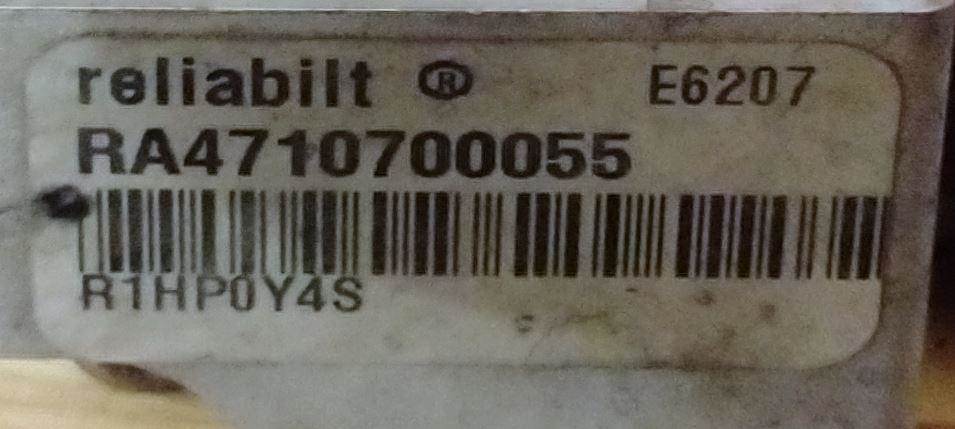 reliabilt ® E6207
RA4710700055
R1HP0Y4S